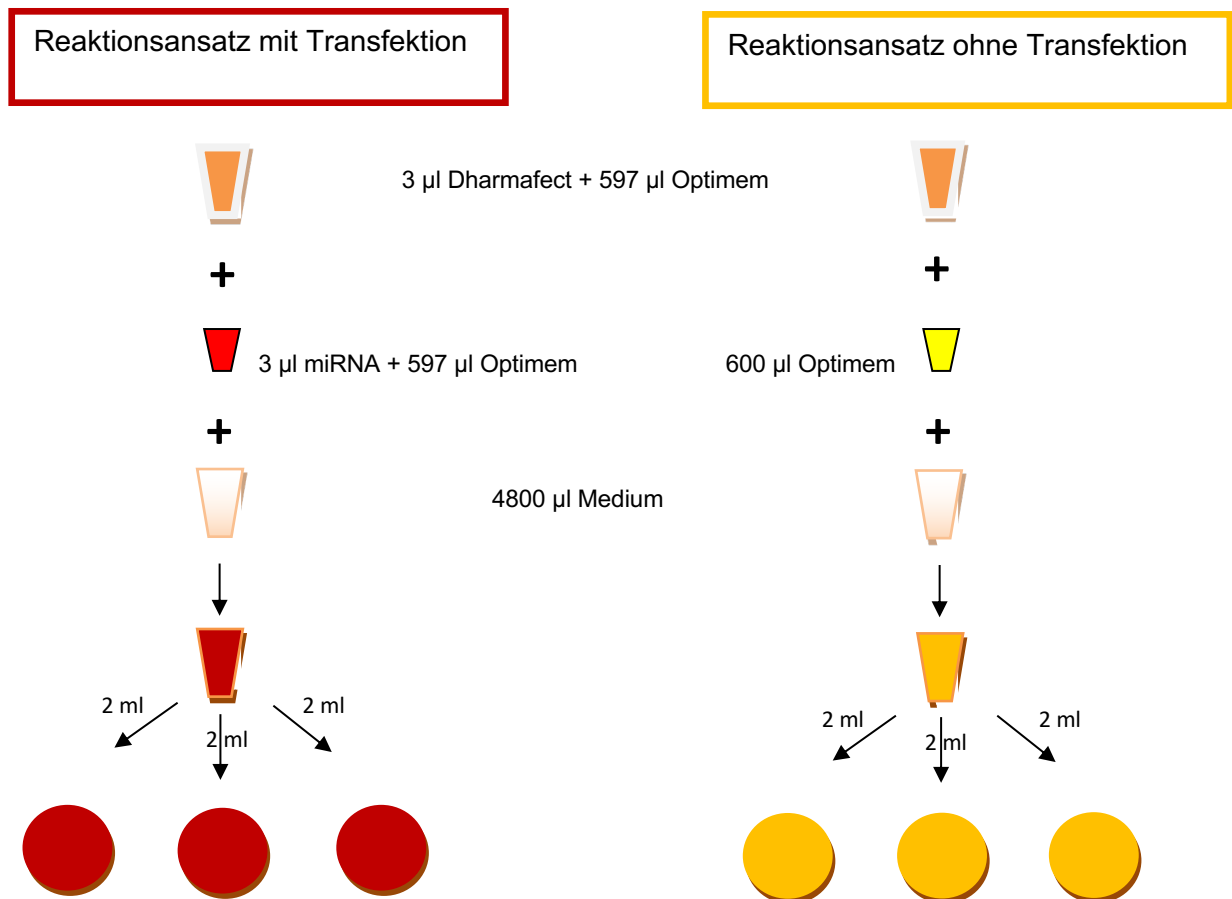 Reaktionsansatz mit Transfektion
Reaktionsansatz ohne Transfektion
3 µl Dharmafect + 597 µl Optimem
+
+
3 µl miRNA + 597 µl Optimem
600 µl Optimem
+
+
4800 µl Medium
2 ml
2 ml
2 ml
2 ml
2 ml
2 ml